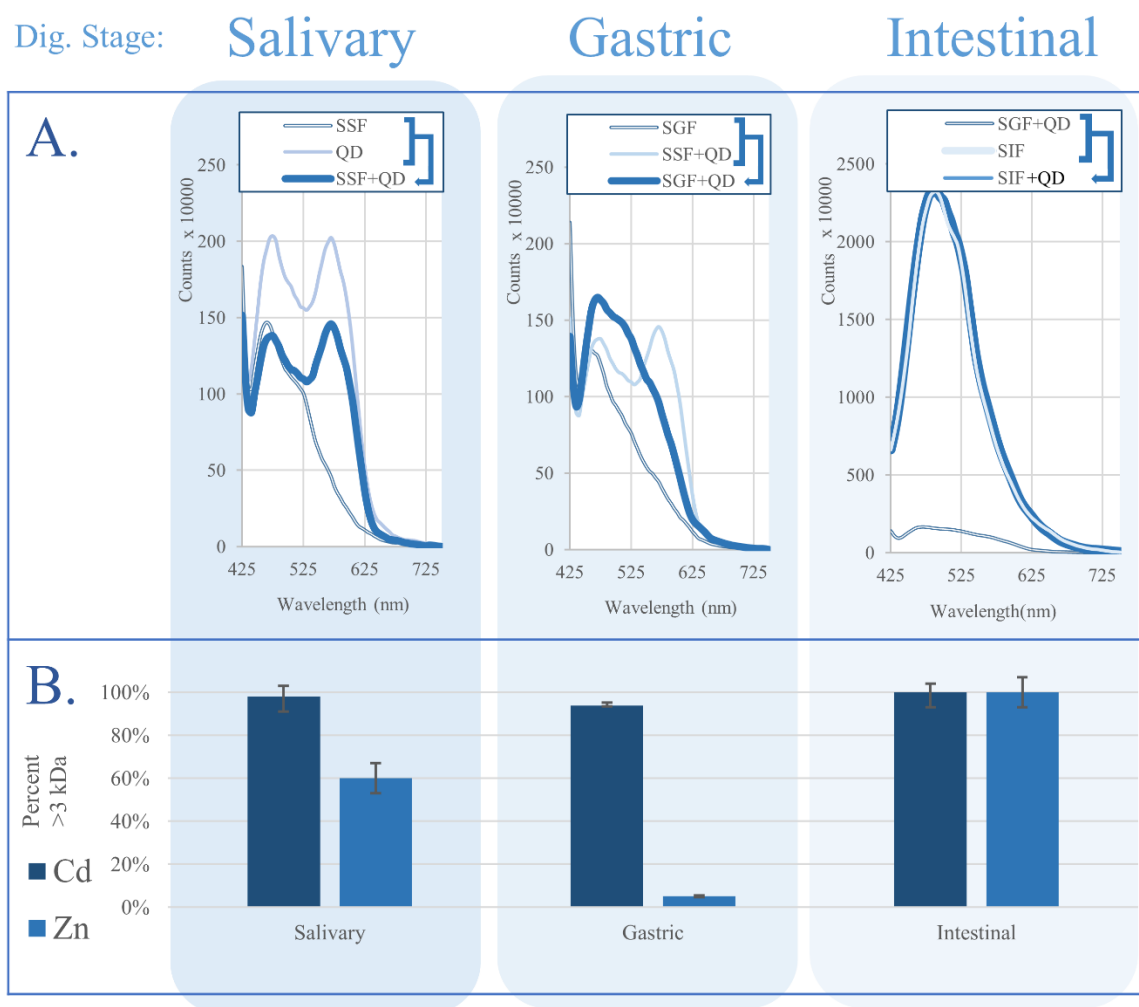 Dig. Stage: Salivary Gastric Intestinal
A.
SSF
QD
SSF+QD
Counts x 10000
250
200
150
100
50
0
425 525 625 725
Wavelength (nm)
SGF
SSF+QD
SGF+QD
Counts x 10000
250
200
150
100
50
0
425 525 625 725
Wavelength (nm)
SGF+QD
SIF
SIF+QD
Counts x 10000
2500
2000
1500
1000
500
0
425 525 625 725
Wavelength(nm)
B.
Percent
>3 kDa
Cd
Zn
100%
80%
60%
40%
20%
0%
Salivary Gastric Intestinal